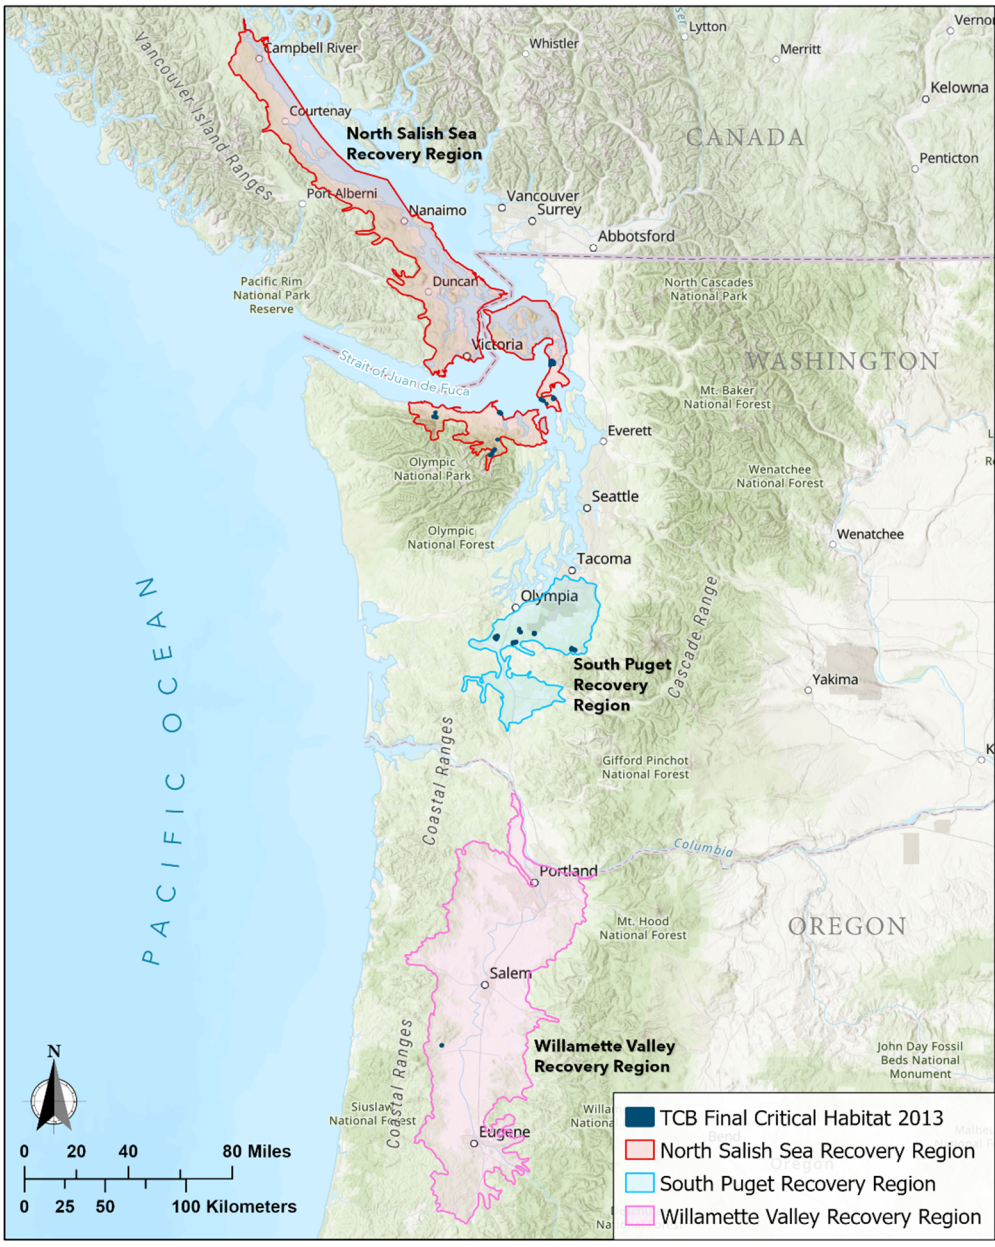 Lytton
Vernon
Campbell River
Whistler
Merritt
Kelowna
Vancouver Island Ranges
Courtenay
North Salish Sea
Recovery Region
CANADA
Penticton
Port Alberni
Nanaimo
Vancouver
Surrey
Abbotsford
Pacific Rim
National Park
Reserve
Duncan
North Cascades
National Park
Victoria
Strait of Juan de Fuca
WASHINGTON
Mt. Baker
National Forest
Everett
Olympic
National Park
Wenatchee
National Forest
Seattle
Olympic
National Forest
Wenatchee
Tacoma
Olympia
PACIFIC OCEAN
Cascade Range
South Puget
Recovery
Region
Yakima
Coastal Ranges
Gifford Pinchot
National Forest
Columbia
Portland
Mt. Hood
National Forest
OREGON
Salem
Willamette Valley
Recovery Region
Coastal Ranges
John Day Fossil
Beds National
Monument
N
Siuslaw
National Forest
Eugene
0 20 40 80 Miles
0 25 50 100 Kilometers
TCB Final Critical Habitat 2013
North Salish Sea Recovery Region
South Puget Recovery Region
Willamette Valley Recovery Region
Bend
Oregon